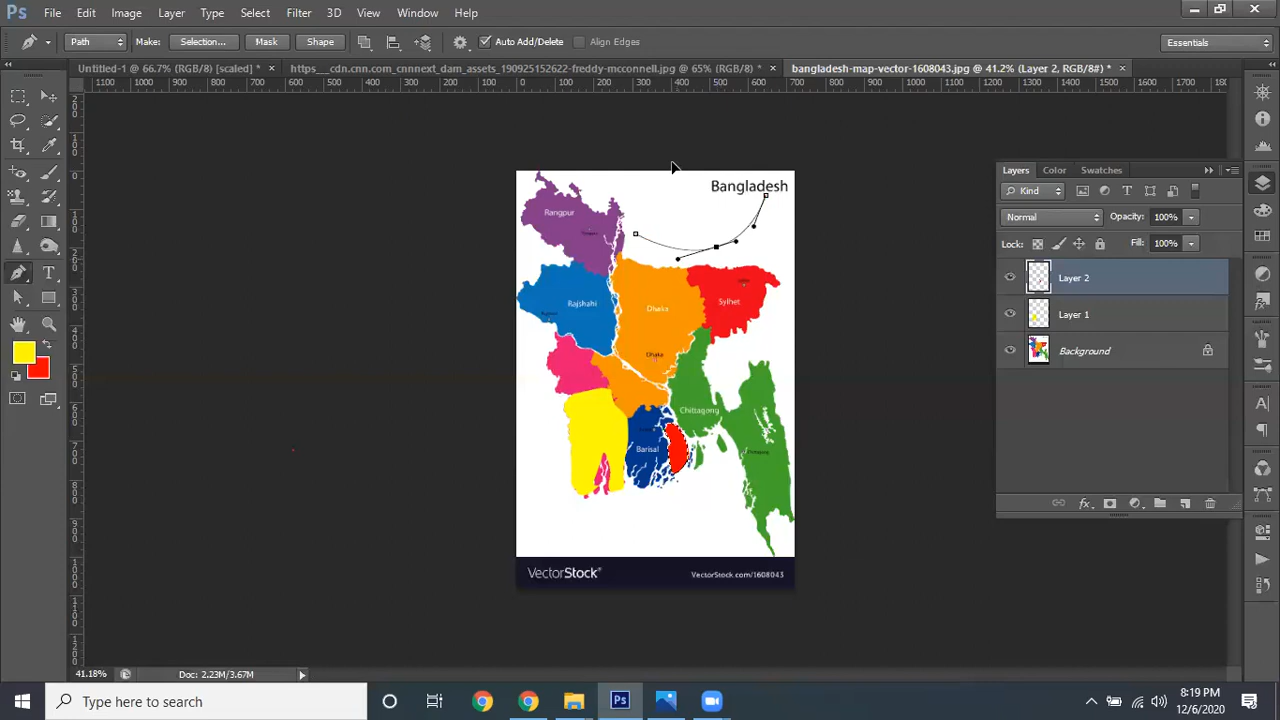 Ps File Edit Image Layer Type Select Filter 3D View Window Help
Path Make: Selection... Mask Shape Auto Add/Delete Align Edges Essentials
Untitled-1 @ 66.7% (RGB/8) [scaled] * × https___cdn.cnn.com_cnnnext_dam_assets_190925152622-freddy-mcconnell.jpg @ 65% (RGB/8) * × bangladesh-map-vector-1608043.jpg @ 41.2% (Layer 2, RGB/8#) * ×
Bangladesh
Rangpur
Rajshahi
Dhaka
Sylhet
Dhaka
Chittagong
Barisal
VectorStock®
VectorStock.com/1608043
Layers Color Swatches
Kind
Normal Opacity: 100%
Lock:
Layer 2
Layer 1
Background
41.18% Doc: 2.23M/3.67M
Type here to search
8:19 PM
12/6/2020